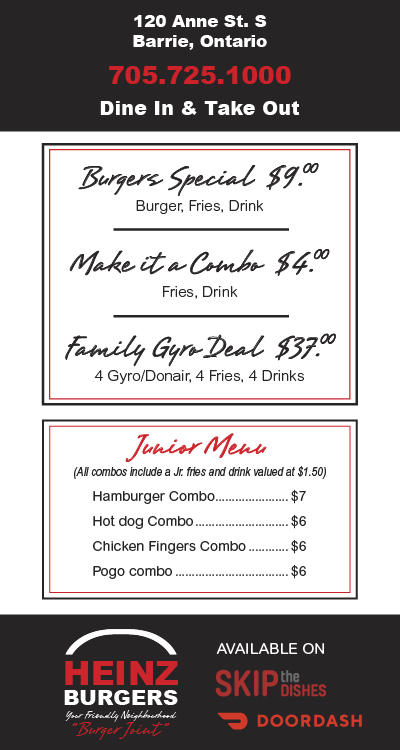 120 Anne St. S
Barrie, Ontario
705.725.1000
Dine In & Take Out
Burgers Special $9.00
Burger, Fries, Drink
Make it a Combo $4.00
Fries, Drink
Family Gyro Deal $37.00
4 Gyro/Donair, 4 Fries, 4 Drinks
Junior Menu
(All combos include a Jr. fries and drink valued at $1.50)
Hamburger Combo...................... $7
Hot dog Combo............................ $6
Chicken Fingers Combo ............ $6
Pogo combo .................................. $6
HEINZ
BURGERS
Your Friendly Neighbourhood
"Burger Joint"
AVAILABLE ON
SKIP the DISHES
DOORDASH